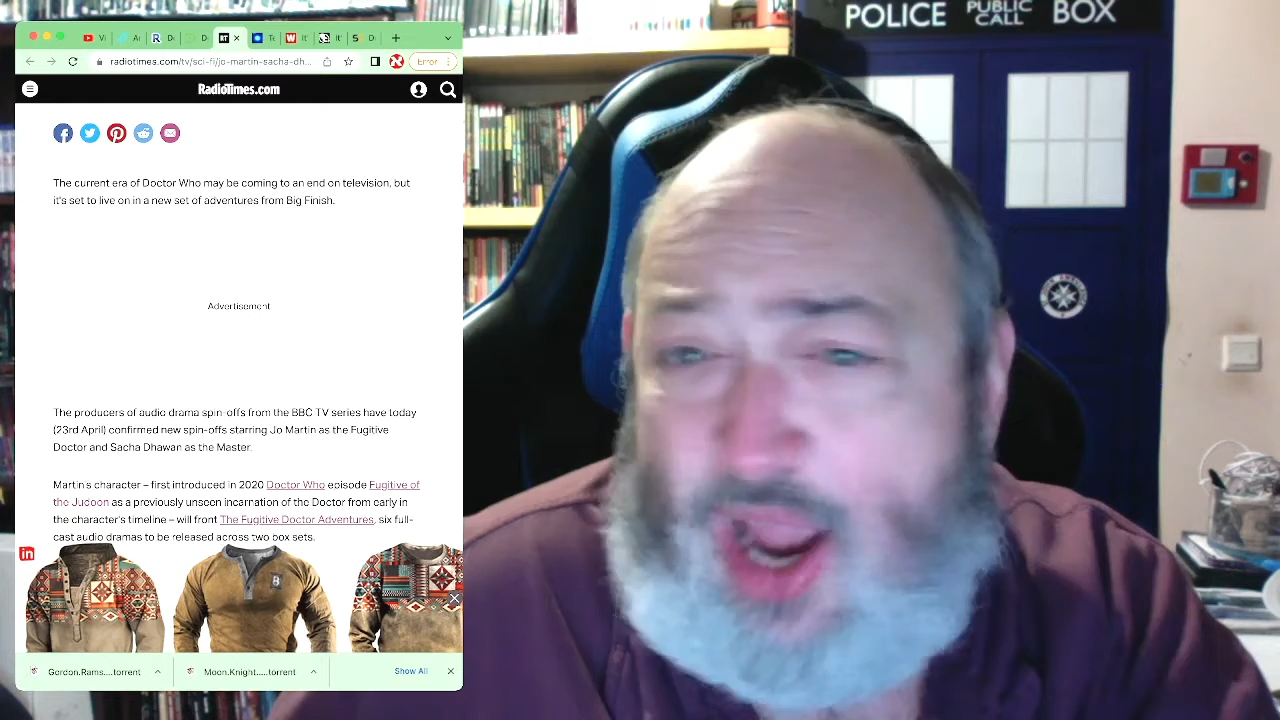 radiotimes.com/tv/sci-fi/jo-martin-sacha-dh...
Error
RadioTimes.com
The current era of Doctor Who may be coming to an end on television, but
it's set to live on in a new set of adventures from Big Finish.
Advertisement
The producers of audio drama spin-offs from the BBC TV series have today
(23rd April) confirmed new spin-offs starring Jo Martin as the Fugitive
Doctor and Sacha Dhawan as the Master.
Martin's character – first introduced in 2020 Doctor Who episode Fugitive of
the Judoon as a previously unseen incarnation of the Doctor from early in
the character's timeline – will front The Fugitive Doctor Adventures, six full-
cast audio dramas to be released across two box sets.
in
B
Gordon.Rams....torrent
Moon.Knight.....torrent
Show All
POLICE PUBLIC CALL BOX